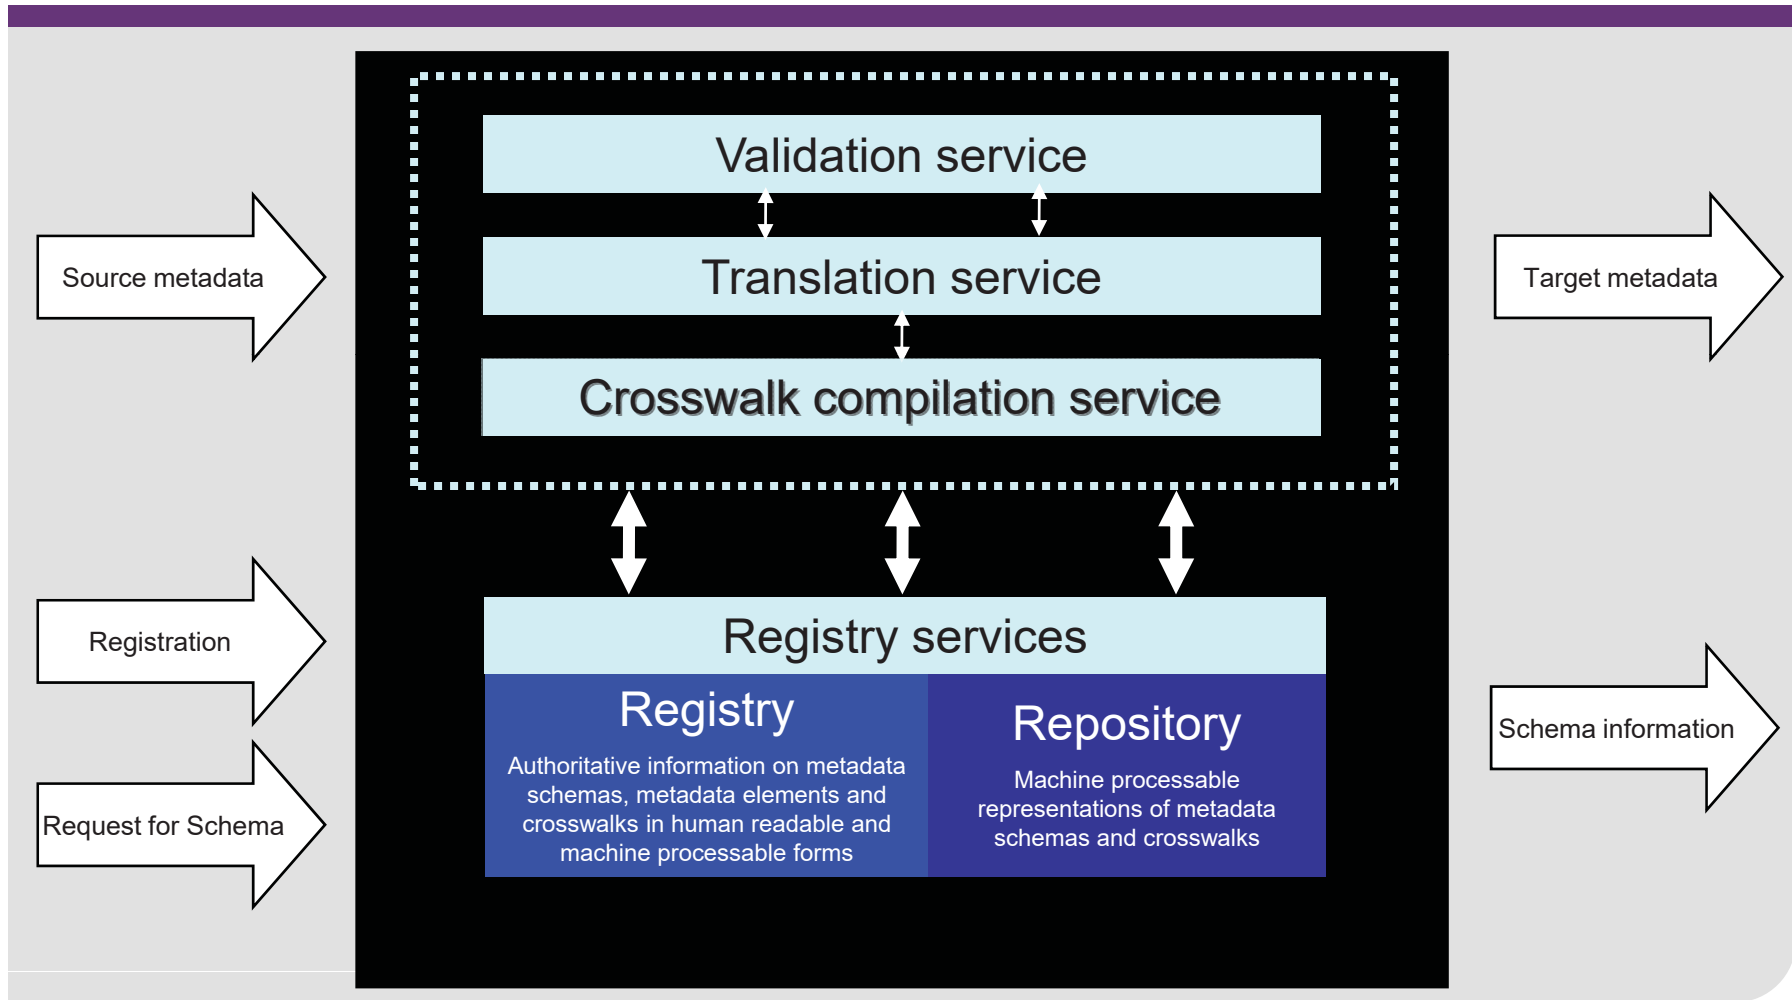 Validation service
Translation service
Crosswalk compilation service
Source metadata
Target metadata
Registration
Request for Schema
Registry services
Registry
Authoritative information on metadata
schemas, metadata elements and
crosswalks in human readable and
machine processable forms
Repository
Machine processable
representations of metadata
schemas and crosswalks
Schema information